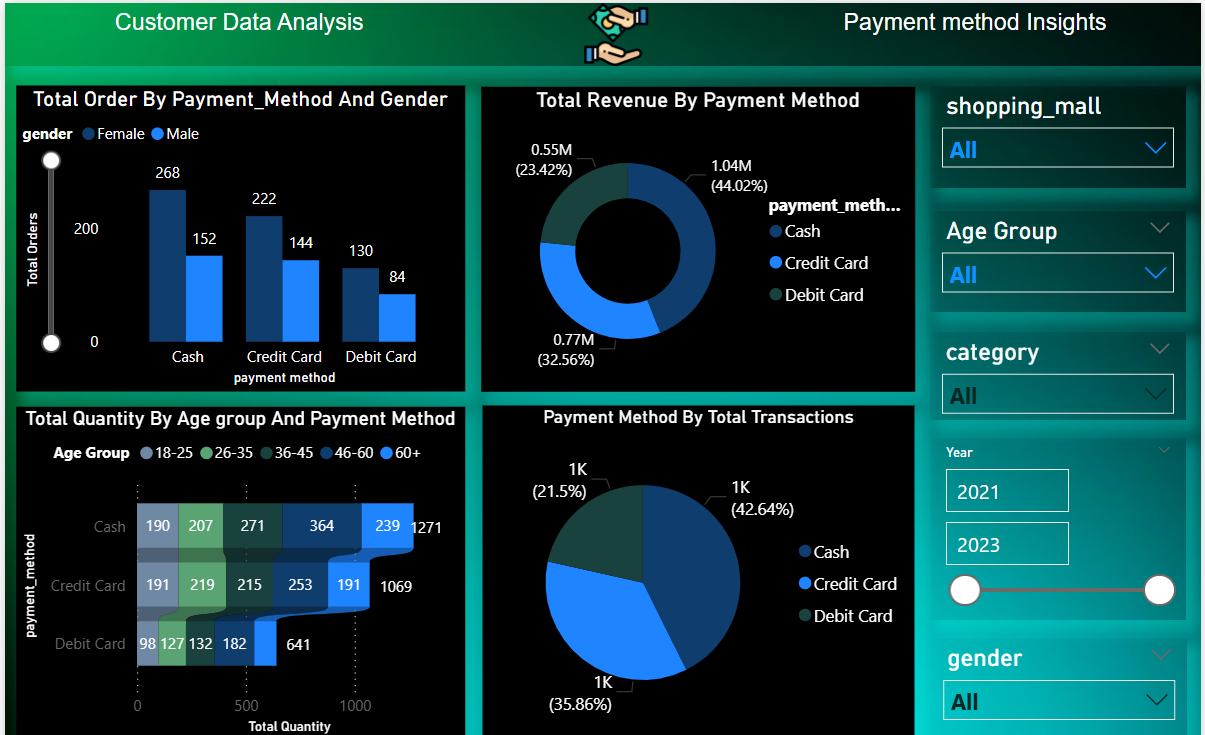 Customer Data Analysis
Payment method Insights
Total Order By Payment_Method And Gender
gender Female Male
268
222
200
152
144
130
84
0
Total Orders
Cash Credit Card Debit Card
payment method
Total Revenue By Payment Method
0.55M
(23.42%)
1.04M
(44.02%)
0.77M
(32.56%)
payment_meth...
Cash
Credit Card
Debit Card
Total Quantity By Age group And Payment Method
Age Group 18-25 26-35 36-45 46-60 60+
payment_method
Cash 190 207 271 364 239 1271
Credit Card 191 219 215 253 191 1069
Debit Card 98 127 132 182 641
0 500 1000
Total Quantity
Payment Method By Total Transactions
1K
(21.5%)
1K
(42.64%)
1K
(35.86%)
Cash
Credit Card
Debit Card
shopping_mall
All
Age Group
All
category
All
Year
2021
2023
gender
All